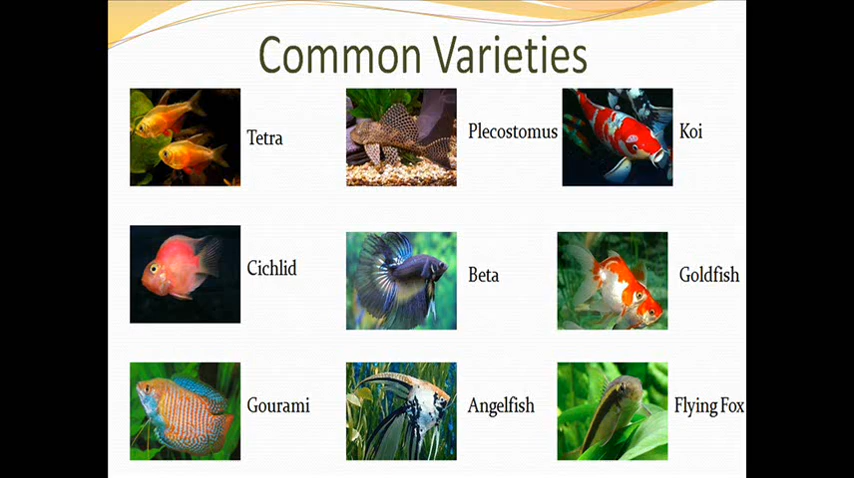 Common Varieties
Tetra
Plecostomus
Koi
Cichlid
Beta
Goldfish
Gourami
Angelfish
Flying Fox